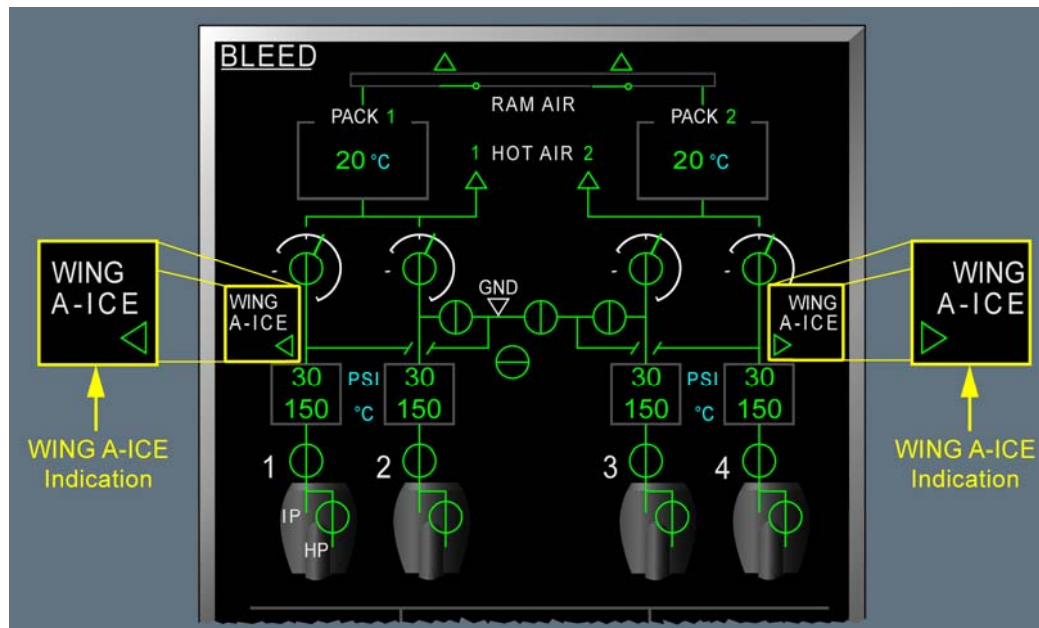 BLEED
RAM AIR
PACK 1
PACK 2
20 °C
1 HOT AIR 2
20 °C
WING
A-ICE
WING
A-ICE
GND
WING
A-ICE
WING
A-ICE
30 PSI 30
30 PSI 30
150 °C 150
150 °C 150
WING A-ICE
Indication
WING A-ICE
Indication
1
2
3
4
IP
HP